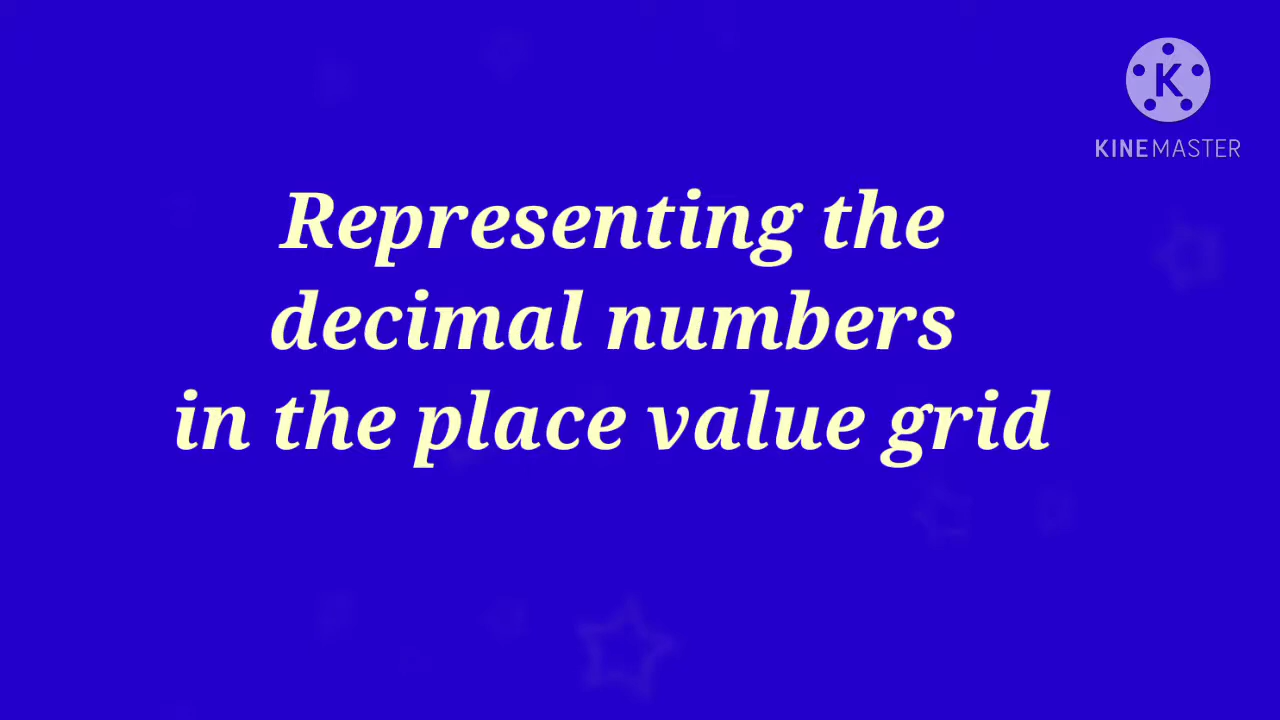 K
KINEMASTER
Representing the
decimal numbers
in the place value grid